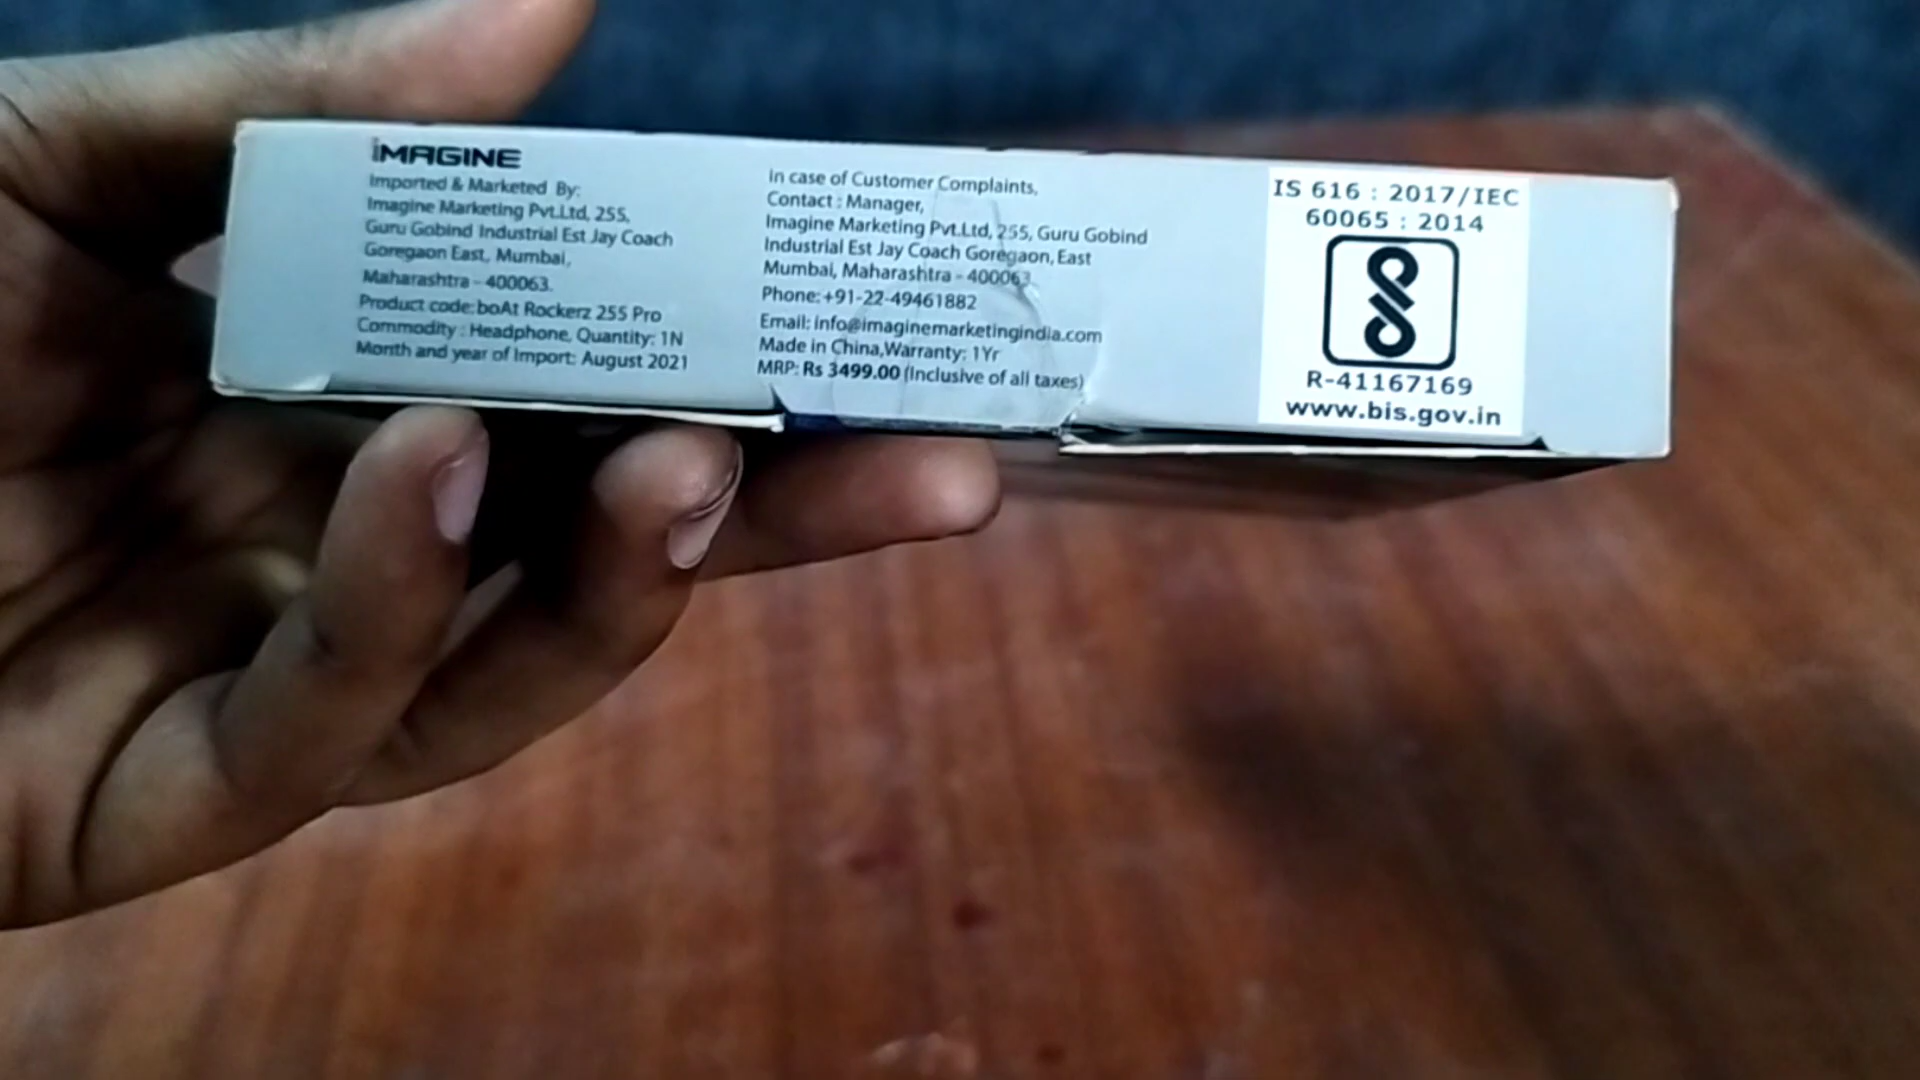 iMAGINE
Imported & Marketed By:
Imagine Marketing Pvt.Ltd, 255,
Guru Gobind Industrial Est Jay Coach
Goregaon East, Mumbai,
Maharashtra - 400063.
Product code: boAt Rockerz 255 Pro
Commodity : Headphone, Quantity: 1N
Month and year of Import: August 2021
in case of Customer Complaints,
Contact : Manager,
Imagine Marketing Pvt.Ltd, 255, Guru Gobind
Industrial Est Jay Coach Goregaon, East
Mumbai, Maharashtra - 400063
Phone: +91-22-49461882
Email: info@imaginemarketingindia.com
Made in China,Warranty: 1Yr
MRP: Rs 3499.00 (Inclusive of all taxes)
IS 616 : 2017/IEC
60065 : 2014
R-41167169
www.bis.gov.in